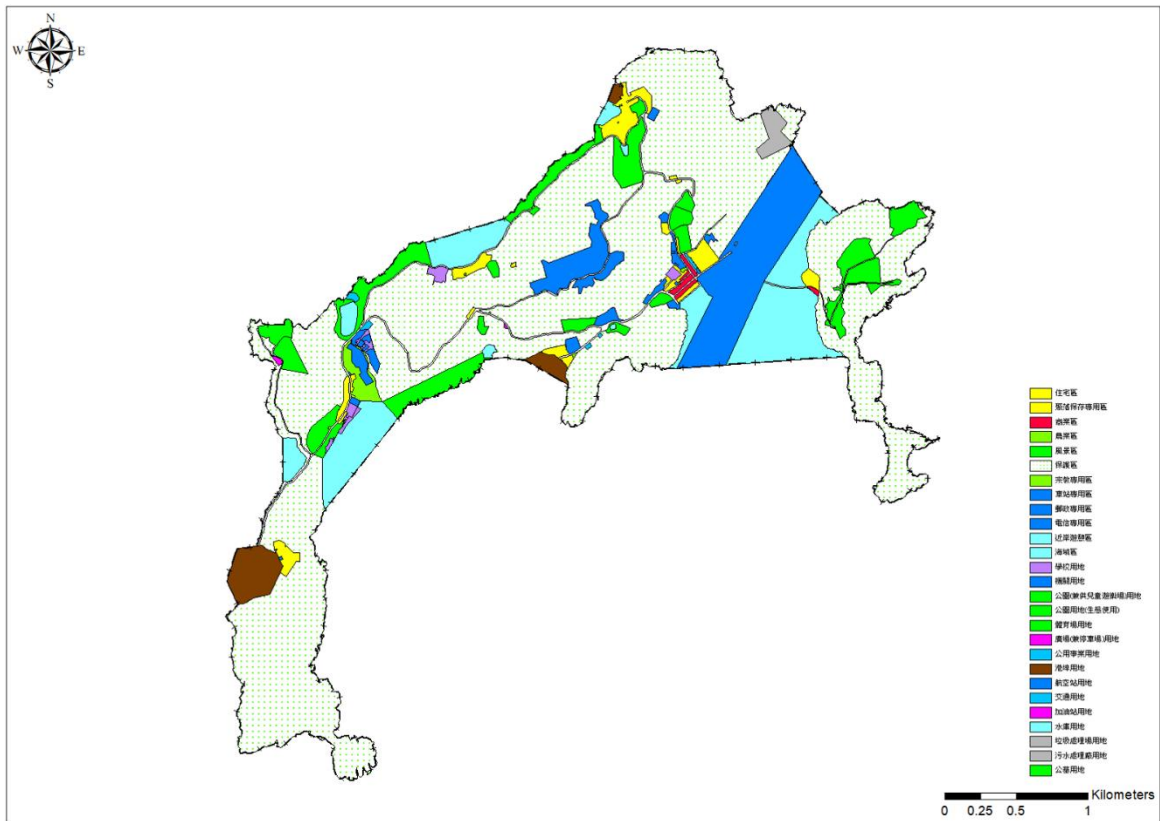 N
W E
S
住宅區
聚落保存專用區
商業區
農業區
風景區
保護區
宗教專用區
車站專用區
郵政專用區
電信專用區
近岸遊憩區
海域區
學校用地
機關用地
公園(兼供兒童遊樂場)用地
公園用地(生態使用)
體育場用地
廣場(兼停車場)用地
公用事業用地
港埠用地
航空站用地
交通用地
加油站用地
水庫用地
垃圾處理場用地
污水處理廠用地
公墓用地
Kilometers
0 0.25 0.5 1